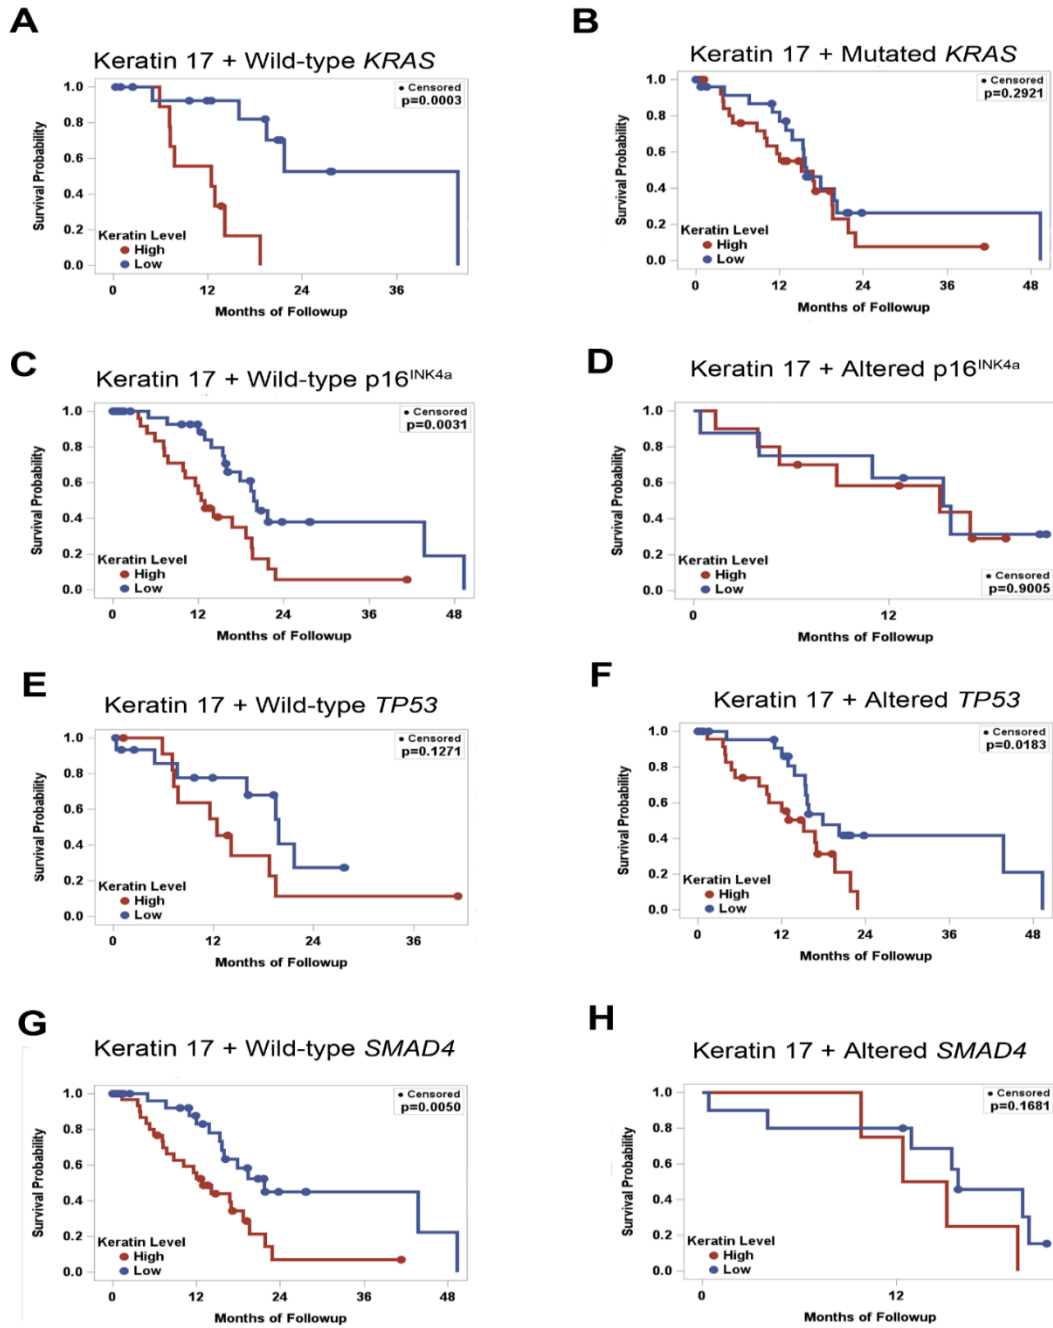 A
Keratin 17 + Wild-type KRAS
• Censored
p=0.0003
1.0
0.8
0.6
0.4
0.2
0.0
Survival Probability
Keratin Level
High
Low
0 12 24 36
Months of Followup
B
Keratin 17 + Mutated KRAS
• Censored
p=0.2921
1.0
0.8
0.6
0.4
0.2
0.0
Survival Probability
Keratin Level
High
Low
0 12 24 36 48
Months of Followup
C
Keratin 17 + Wild-type p16INK4a
• Censored
p=0.0031
1.0
0.8
0.6
0.4
0.2
0.0
Survival Probability
Keratin Level
High
Low
0 12 24 36 48
Months of Followup
D
Keratin 17 + Altered p16INK4a
1.0
0.8
0.6
0.4
0.2
0.0
Survival Probability
Keratin Level
High
Low
• Censored
p=0.9005
0 12
Months of Followup
E
Keratin 17 + Wild-type TP53
• Censored
p=0.1271
1.0
0.8
0.6
0.4
0.2
0.0
Survival Probability
Keratin Level
High
Low
0 12 24 36
Months of Followup
F
Keratin 17 + Altered TP53
• Censored
p=0.0183
1.0
0.8
0.6
0.4
0.2
0.0
Survival Probability
Keratin Level
High
Low
0 12 24 36 48
Months of Followup
G
Keratin 17 + Wild-type SMAD4
• Censored
p=0.0050
1.0
0.8
0.6
0.4
0.2
0.0
Survival Probability
Keratin Level
High
Low
0 12 24 36 48
Months of Followup
H
Keratin 17 + Altered SMAD4
• Censored
p=0.1681
1.0
0.8
0.6
0.4
0.2
0.0
Survival Probability
Keratin Level
High
Low
0 12
Months of Followup